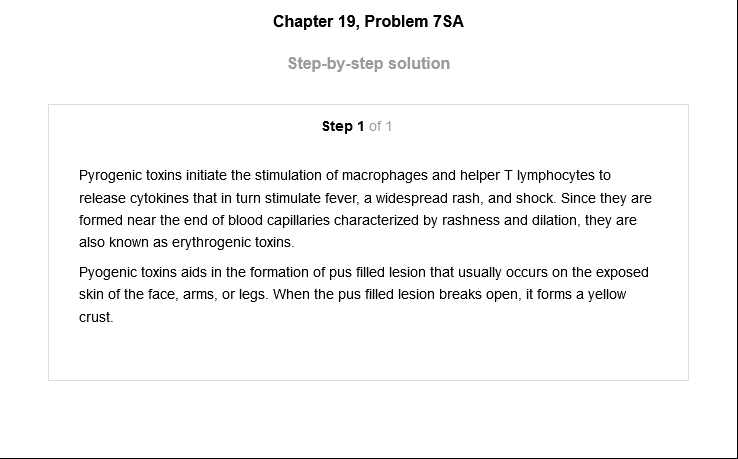 Chapter 19, Problem 7SA
Step-by-step solution
Step 1 of 1
Pyrogenic toxins initiate the stimulation of macrophages and helper T lymphocytes to
release cytokines that in turn stimulate fever, a widespread rash, and shock. Since they are
formed near the end of blood capillaries characterized by rashness and dilation, they are
also known as erythrogenic toxins.
Pyogenic toxins aids in the formation of pus filled lesion that usually occurs on the exposed
skin of the face, arms, or legs. When the pus filled lesion breaks open, it forms a yellow
crust.